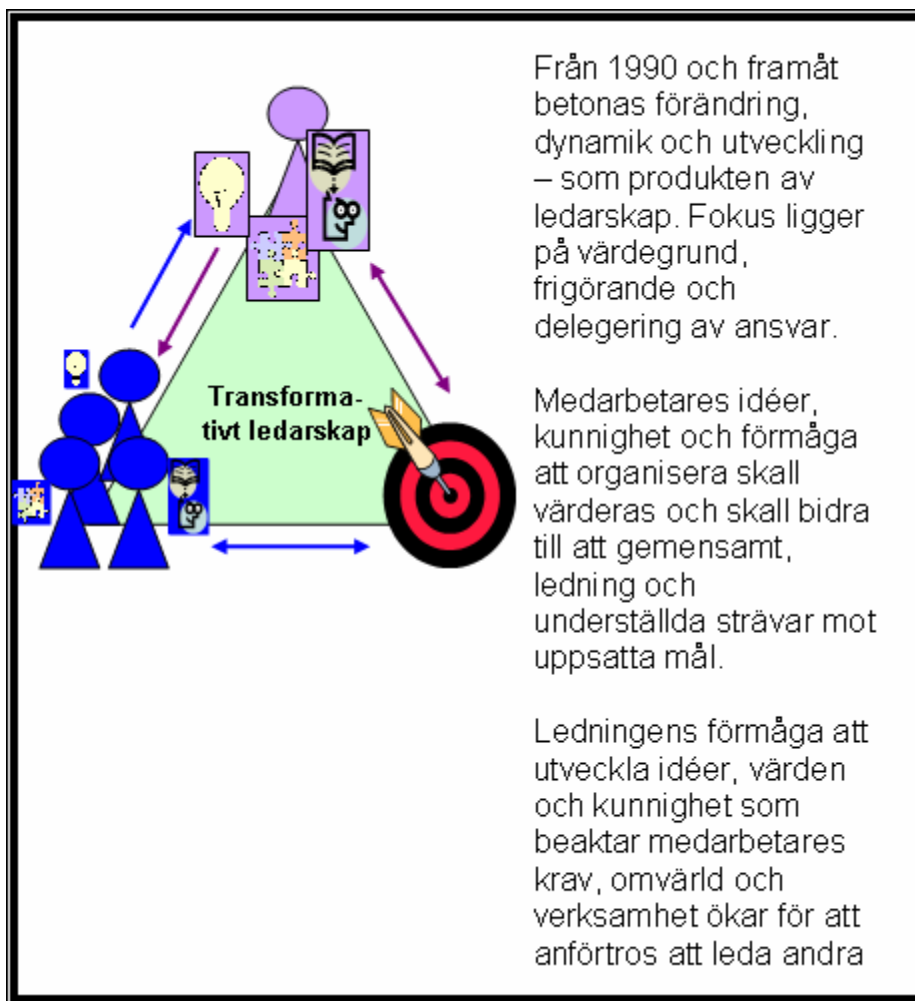 Transforma-
tivt ledarskap
Från 1990 och framåt
betonas förändring,
dynamik och utveckling
– som produkten av
ledarskap. Fokus ligger
på värdegrund,
frigörande och
delegering av ansvar.
Medarbetares idéer,
kunnighet och förmåga
att organisera skall
värderas och skall bidra
till att gemensamt,
ledning och
underställda strävar mot
uppsatta mål.
Ledningens förmåga att
utveckla idéer, värden
och kunnighet som
beaktar medarbetares
krav, omvärld och
verksamhet ökar för att
anförtros att leda andra